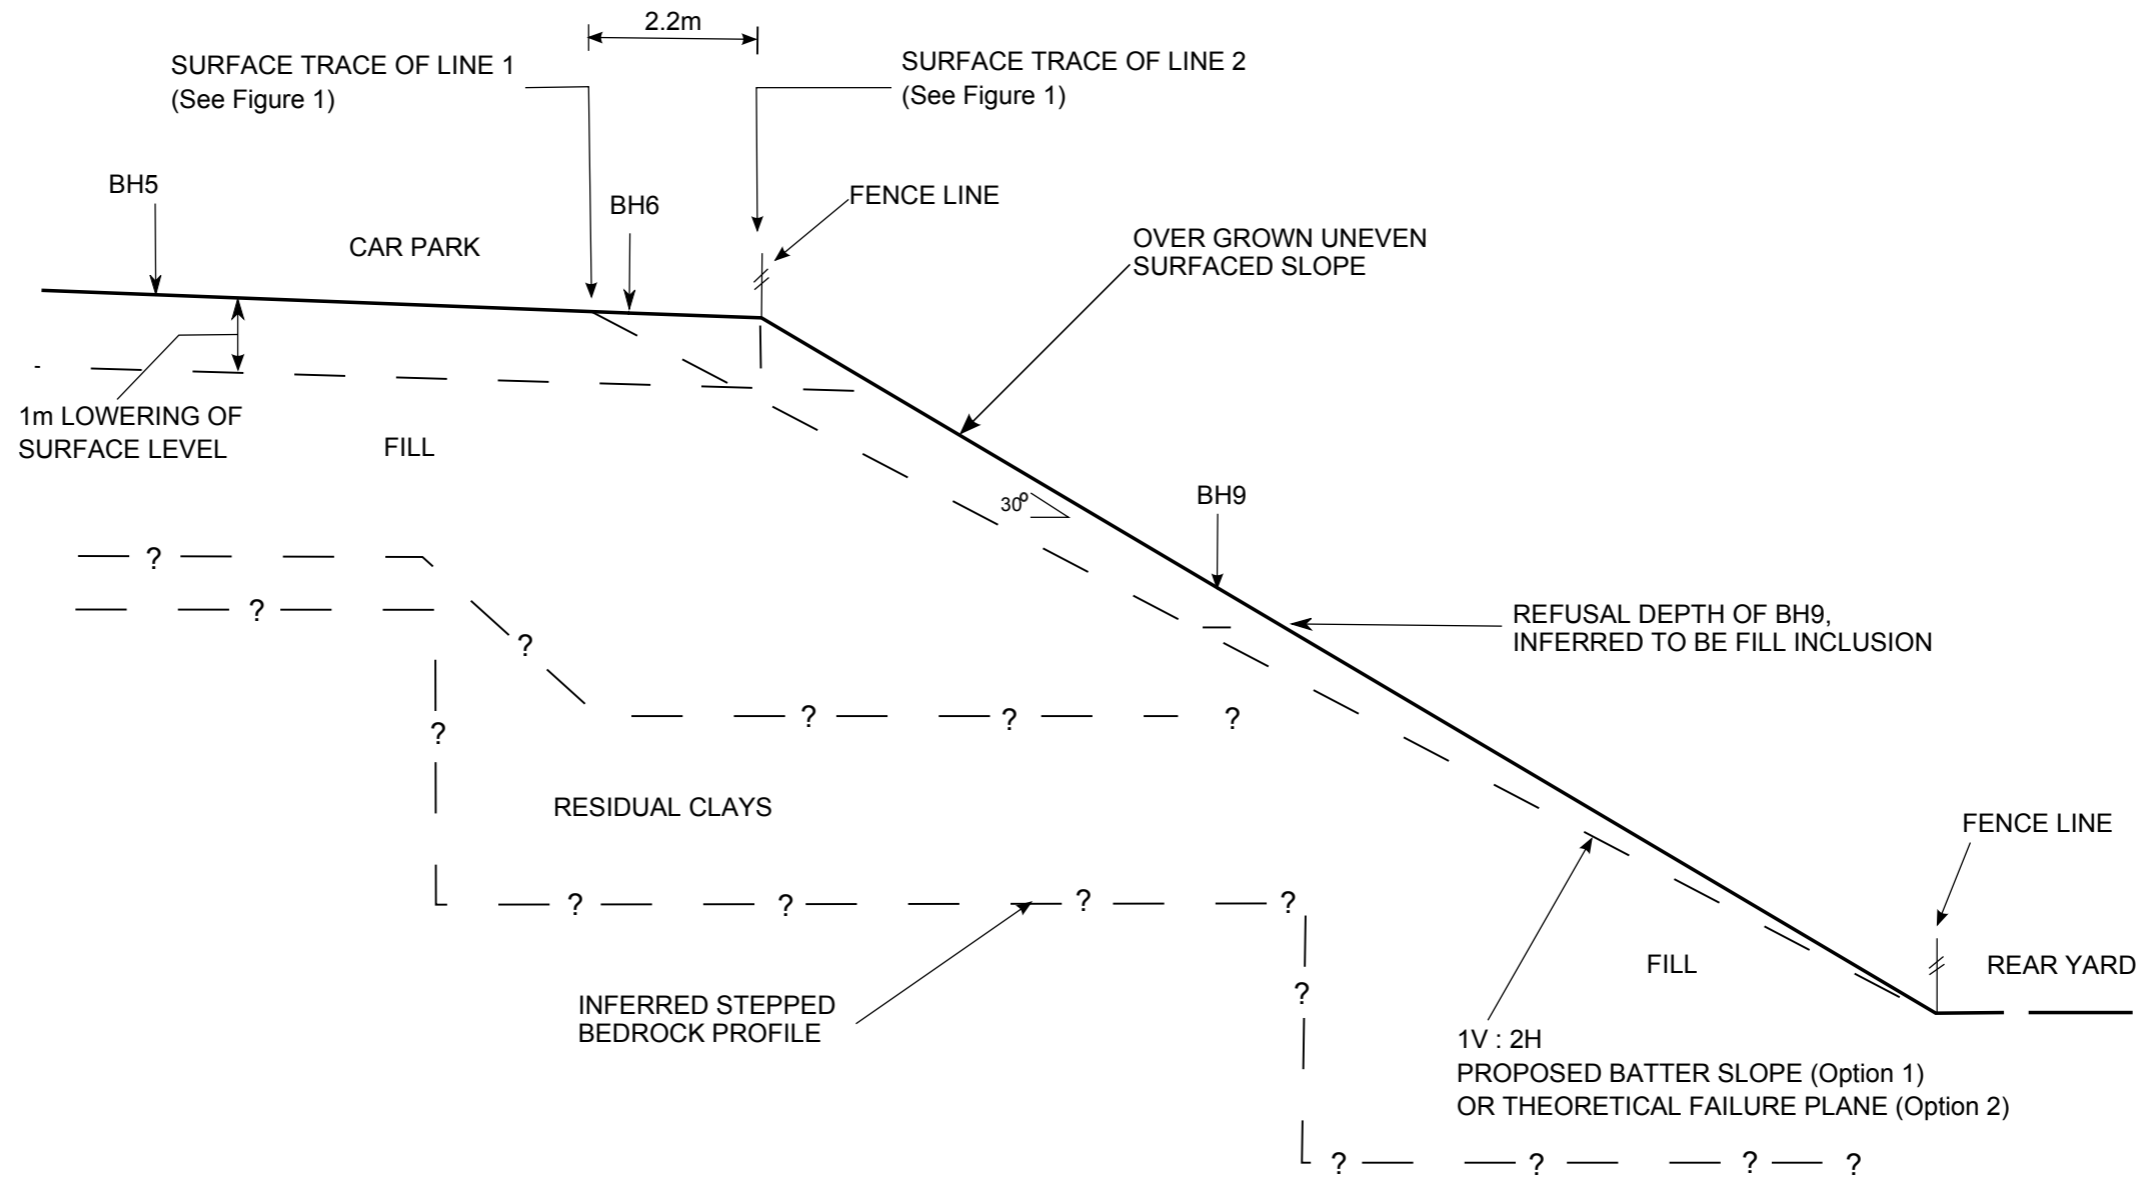 2.2m
SURFACE TRACE OF LINE 1
(See Figure 1)
SURFACE TRACE OF LINE 2
(See Figure 1)
BH5
BH6
FENCE LINE
CAR PARK
OVER GROWN UNEVEN
SURFACED SLOPE
1m LOWERING OF
SURFACE LEVEL
FILL
30°
BH9
?
?
?
REFUSAL DEPTH OF BH9,
INFERRED TO BE FILL INCLUSION
?
?
?
?
RESIDUAL CLAYS
FENCE LINE
?
?
?
?
FILL
REAR YARD
?
INFERRED STEPPED
BEDROCK PROFILE
1V : 2H
PROPOSED BATTER SLOPE (Option 1)
OR THEORETICAL FAILURE PLANE (Option 2)
?
?
?
?